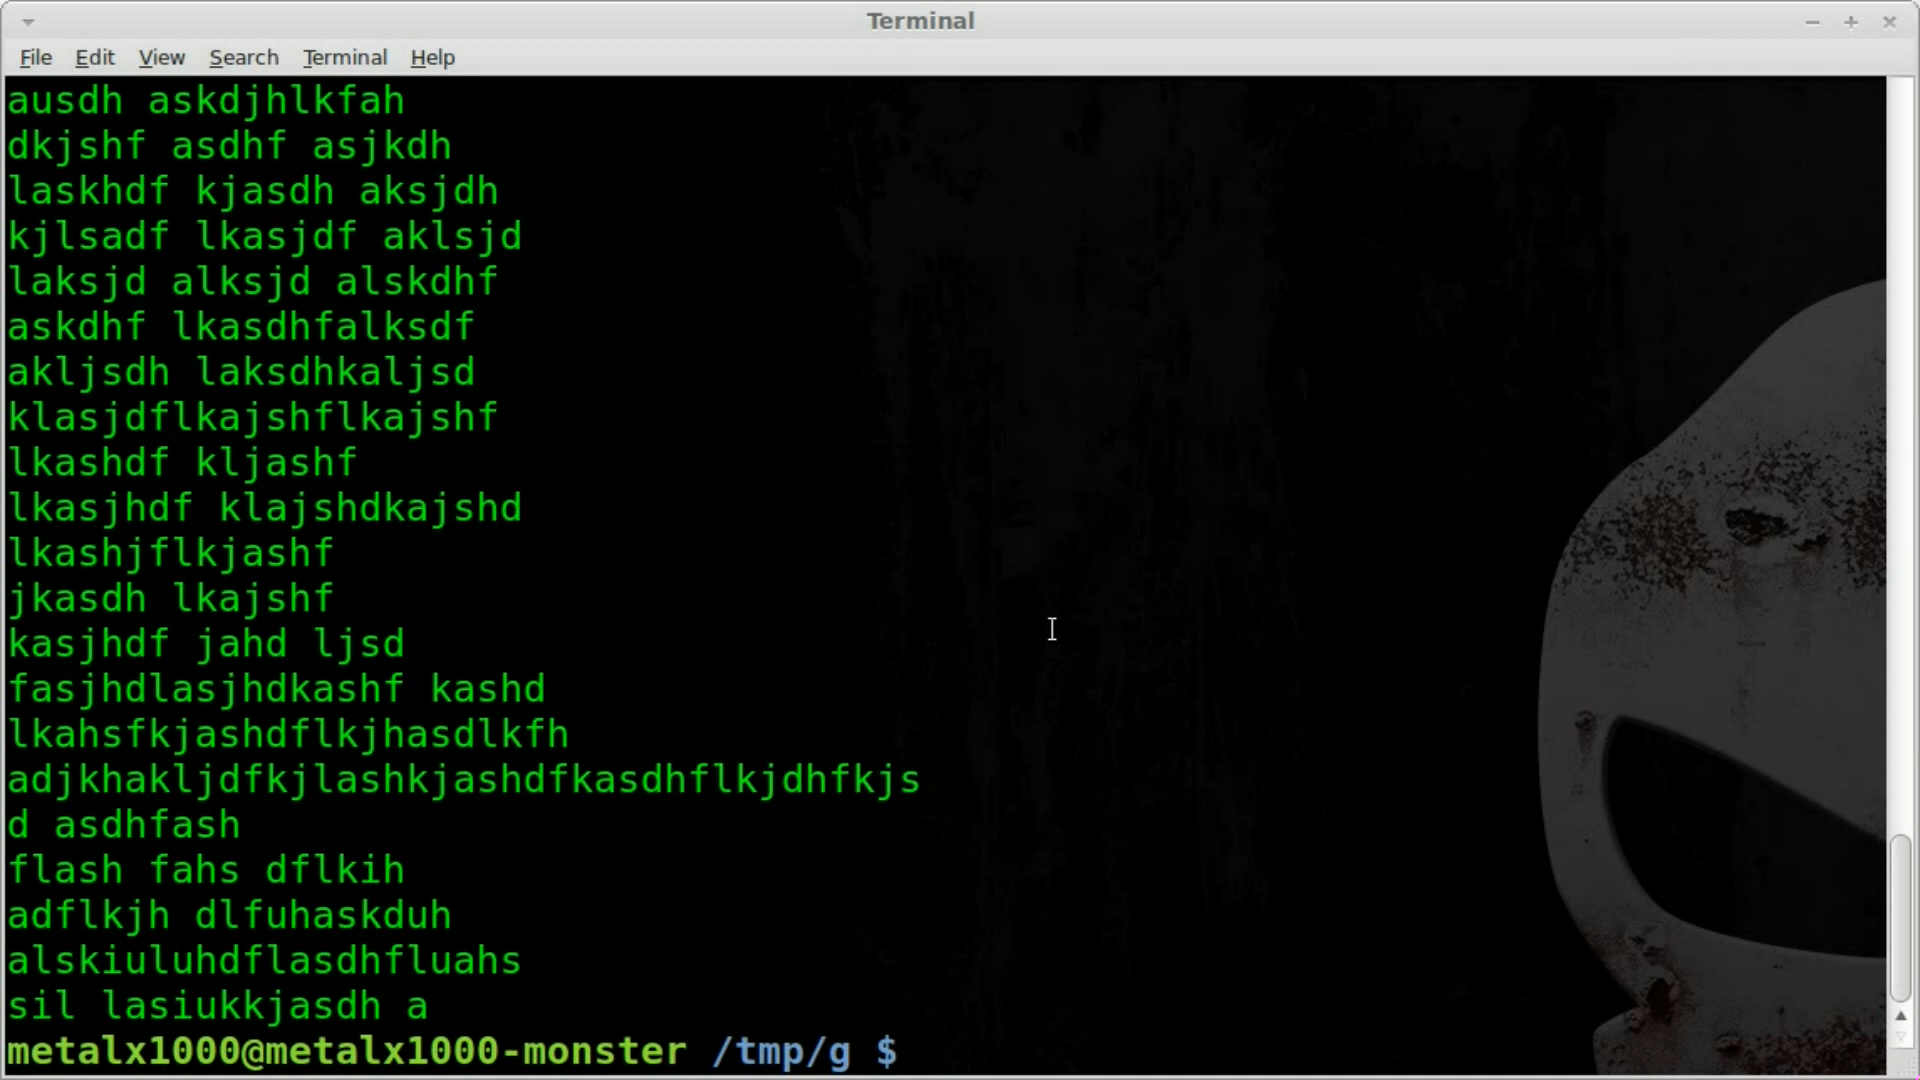 Terminal
File Edit View Search Terminal Help
ausdh askdjhlkfah
dkjshf asdhf asjkdh
laskhdf kjasdh aksjdh
kjlsadf lkasjdf aklsjd
laksjd alksjd alskdhf
askdhf lkasdhfalksdf
akljsdh laksdhkaljsd
klasjdflkajshflkajshf
lkashdf kljashf
lkasjhdf klajshdkajshd
lkashjflkjashf
jkasdh lkajshf
kasjhdf jahd ljsd
fasjhdlasjhdkashf kashd
lkahsfkjashdflkjhasdlkfh
adjkhakljdfkjlashkjashdfkasdhflkjdhfkjs
d asdhfash
flash fahs dflkih
adflkjh dlfuhaskduh
alskiuluhdflasdhfluahs
sil lasiukkjasdh a
metalx1000@metalx1000-monster /tmp/g $